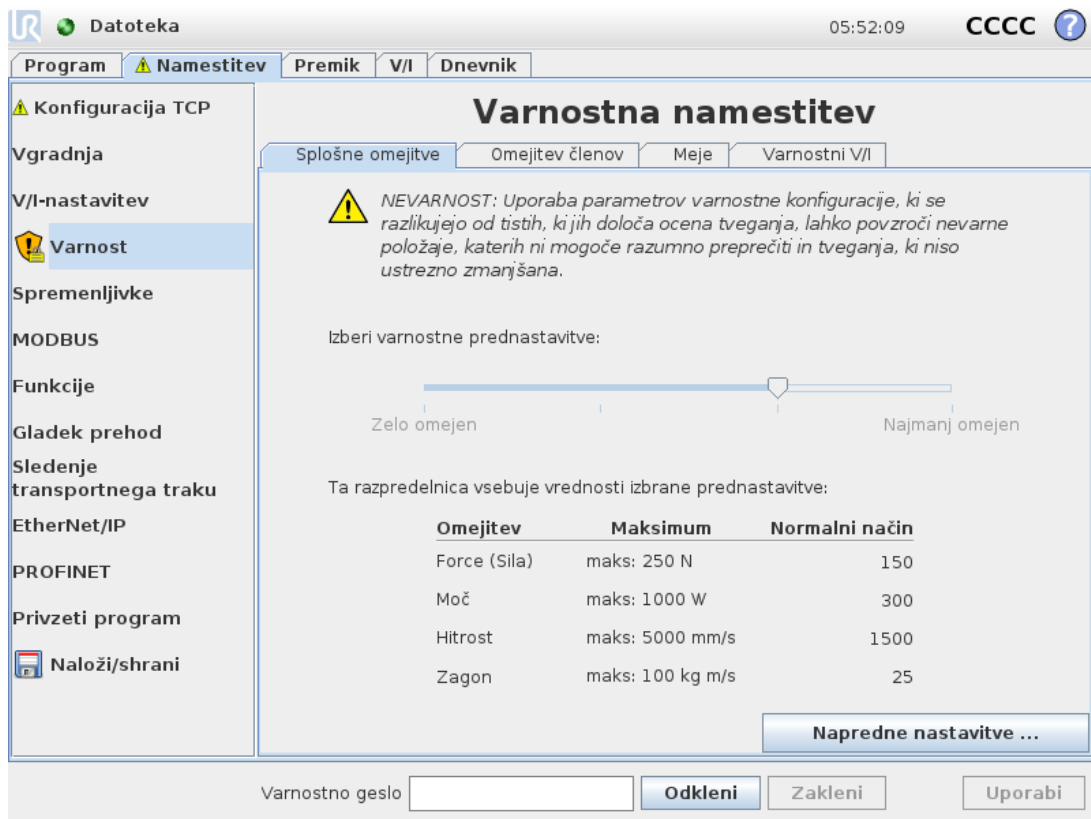 UR
Datoteka
05:52:09
CCCC
?
Program
Namestitev
Premik
V/I
Dnevnik
Konfiguracija TCP
Vgradnja
V/I-nastavitev
Varnost
Spremenljivke
MODBUS
Funkcije
Gladek prehod
Sledenje
transportnega traku
EtherNet/IP
PROFINET
Privzeti program
Naloži/shrani
Varnostna namestitev
Splošne omejitve
Omejitev členov
Meje
Varnostni V/I
NEVARNOST: Uporaba parametrov varnostne konfiguracije, ki se
razlikujejo od tistih, ki jih določa ocena tveganja, lahko povzroči nevarne
položaje, katerih ni mogoče razumno preprečiti in tveganja, ki niso
ustrezno zmanjšana.
Izberi varnostne prednastavitve:
Zelo omejen
Najmanj omejen
Ta razpredelnica vsebuje vrednosti izbrane prednastavitve:
Omejitev Maksimum Normalni način
Force (Sila) maks: 250 N 150
Moč maks: 1000 W 300
Hitrost maks: 5000 mm/s 1500
Zagon maks: 100 kg m/s 25
Napredne nastavitve ...
Varnostno geslo
Odkleni
Zakleni
Uporabi